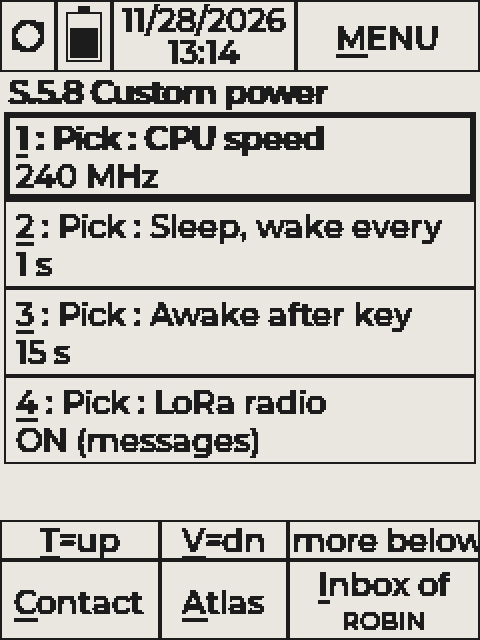 11/28/2026
13:14
MENU
S.5.8 Custom power
1 : Pick : CPU speed
240 MHz
2 : Pick : Sleep, wake every
1 s
3 : Pick : Awake after key
15 s
4 : Pick : LoRa radio
ON (messages)
T=up
V=dn
more below
Contact
Atlas
Inbox of
ROBIN